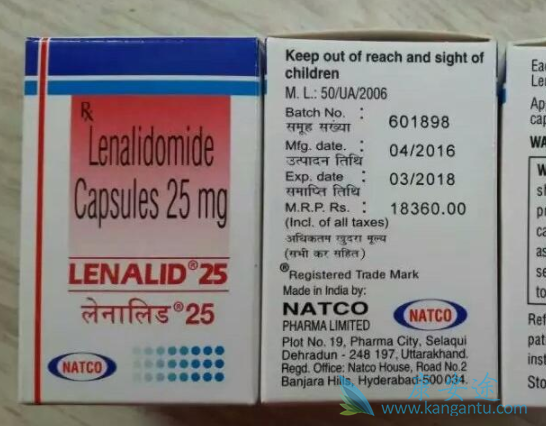 ℞
Lenalidomide
Capsules 25 mg
LENALID®25
लेनालिड®25
NATCO
Keep out of reach and sight of
children
M. L.: 50/UA/2006
Batch No. :
समूह संख्या
601898
Mfg. date. :
उत्पादन तिथि
04/2016
Exp. date :
समाप्ति तिथि
03/2018
M.R.P. Rs. :
18360.00
(Incl. of all taxes)
अधिकतम खुदरा मूल्य
(सभी कर सहित)
®Registered Trade Mark
Made in India by:
NATCO
PHARMA LIMITED
NATCO
Plot No. 19, Pharma City, Selaqui
Dehradun - 248 197, Uttarakhand.
Regd. Office: Natco House, Road No.2
Banjara Hills, Hyderabad-500 034.
康安途
www.kangantu.com